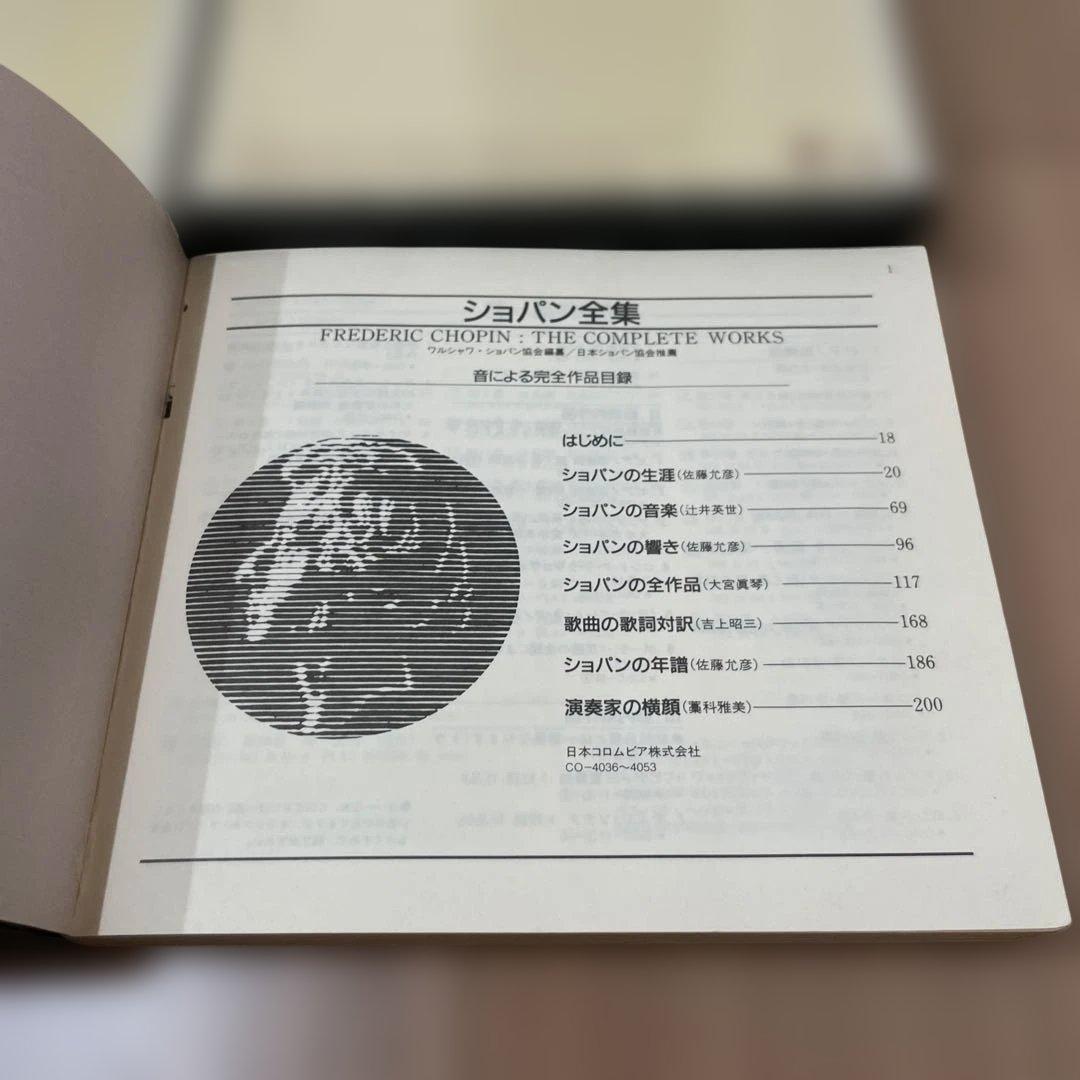 1
ショパン全集
FREDERIC CHOPIN : THE COMPLETE WORKS
ワルシャワ・ショパン協会編纂／日本ショパン協会推薦
音による完全作品目録
はじめに 18
ショパンの生涯(佐藤允彦) 20
ショパンの音楽(辻井英世) 69
ショパンの響き(佐藤允彦) 96
ショパンの全作品(大宮眞琴) 117
歌曲の歌詞対訳(吉上昭三) 168
ショパンの年譜(佐藤允彦) 186
演奏家の横顔(藁科雅美) 200
日本コロムビア株式会社
CO-4036〜4053